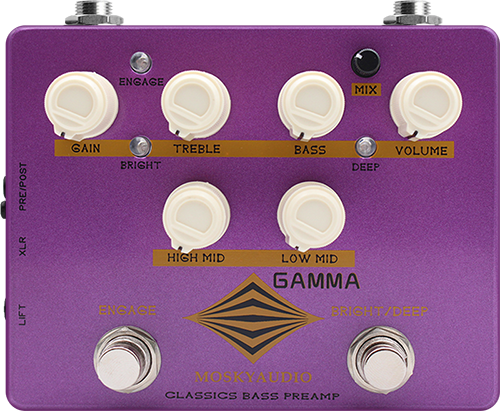 ENGAGE
MIX
GAIN
TREBLE
BASS
VOLUME
BRIGHT
DEEP
PRE/POST
XLR
LIFT
HIGH MID
LOW MID
GAMMA
ENGAGE
BRIGHT/DEEP
MOSKYAUDIO
CLASSICS BASS PREAMP